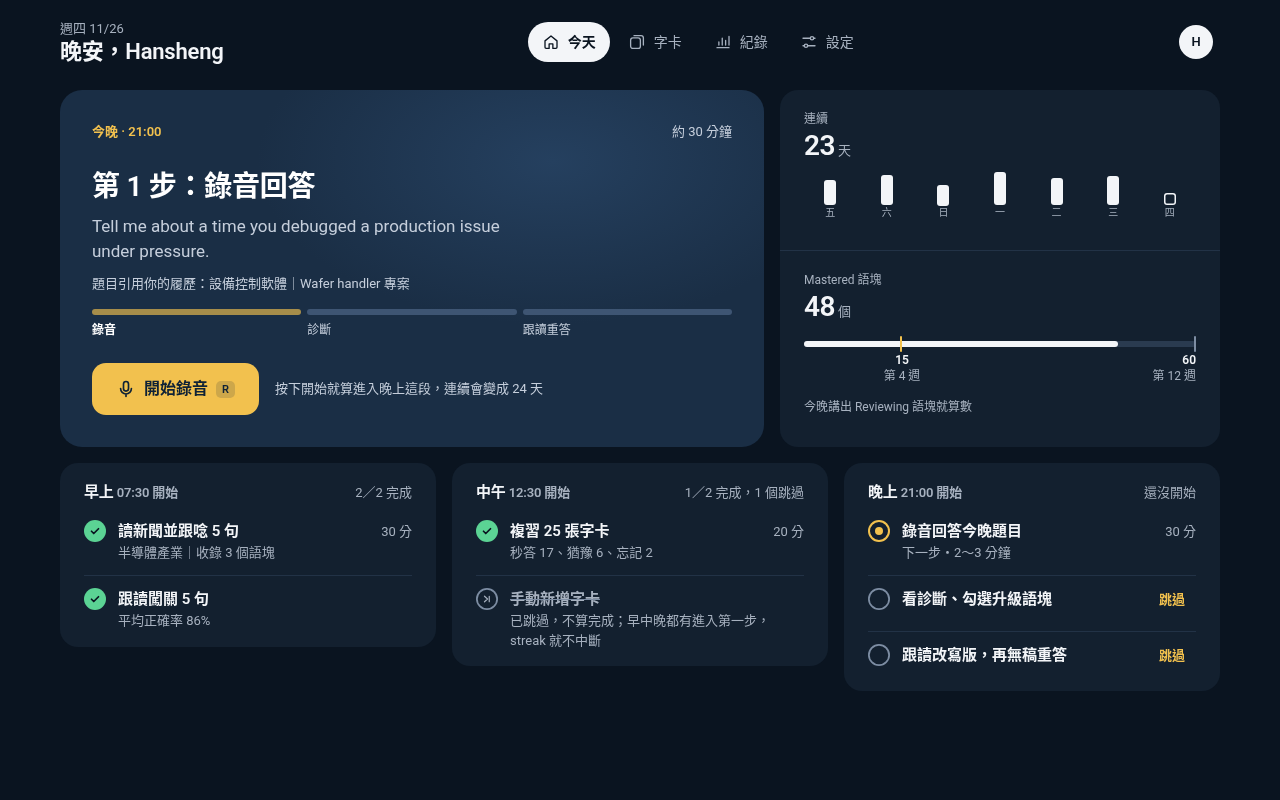 週四 11/26
晚安，Hansheng
今天
字卡
紀錄
設定
H
今晚 · 21:00
約 30 分鐘
第 1 步：錄音回答
Tell me about a time you debugged a production issue
under pressure.
題目引用你的履歷：設備控制軟體｜Wafer handler 專案
錄音
診斷
跟讀重答
開始錄音 R
按下開始就算進入晚上這段，連續會變成 24 天
連續
23 天
五 六 日 一 二 三 四
Mastered 語塊
48 個
15 60
第 4 週 第 12 週
今晚講出 Reviewing 語塊就算數
早上 07:30 開始
2／2 完成
讀新聞並跟唸 5 句
30 分
半導體產業｜收錄 3 個語塊
跟讀闖關 5 句
平均正確率 86%
中午 12:30 開始
1／2 完成，1 個跳過
複習 25 張字卡
20 分
秒答 17、猶豫 6、忘記 2
手動新增字卡
已跳過，不算完成；早中晚都有進入第一步，
streak 就不中斷
晚上 21:00 開始
還沒開始
錄音回答今晚題目
30 分
下一步・2～3 分鐘
看診斷、勾選升級語塊
跳過
跟讀改寫版，再無稿重答
跳過